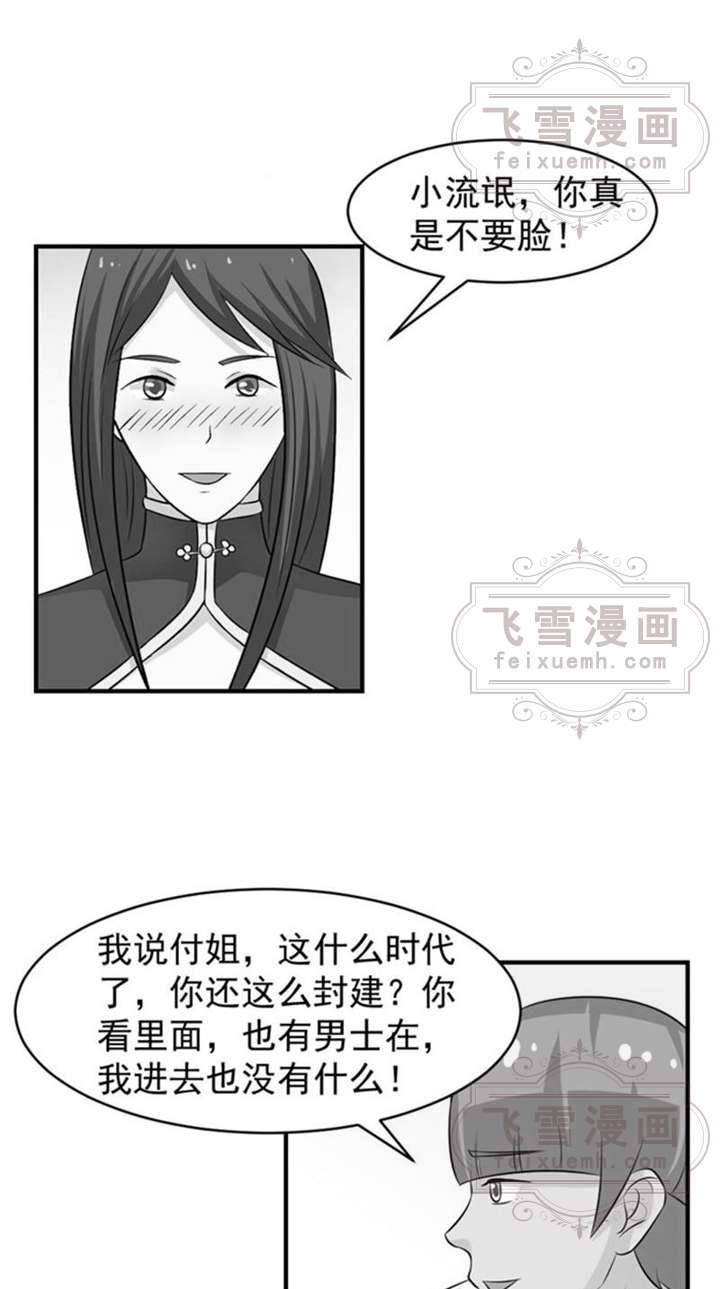 飞雪漫画
feixuemh.com
小流氓，你真
是不要脸！
飞雪漫画
feixuemh.com
我说付姐，这什么时代
了，你还这么封建？你
看里面，也有男士在，
我进去也没有什么！
飞雪漫画
feixuemh.com